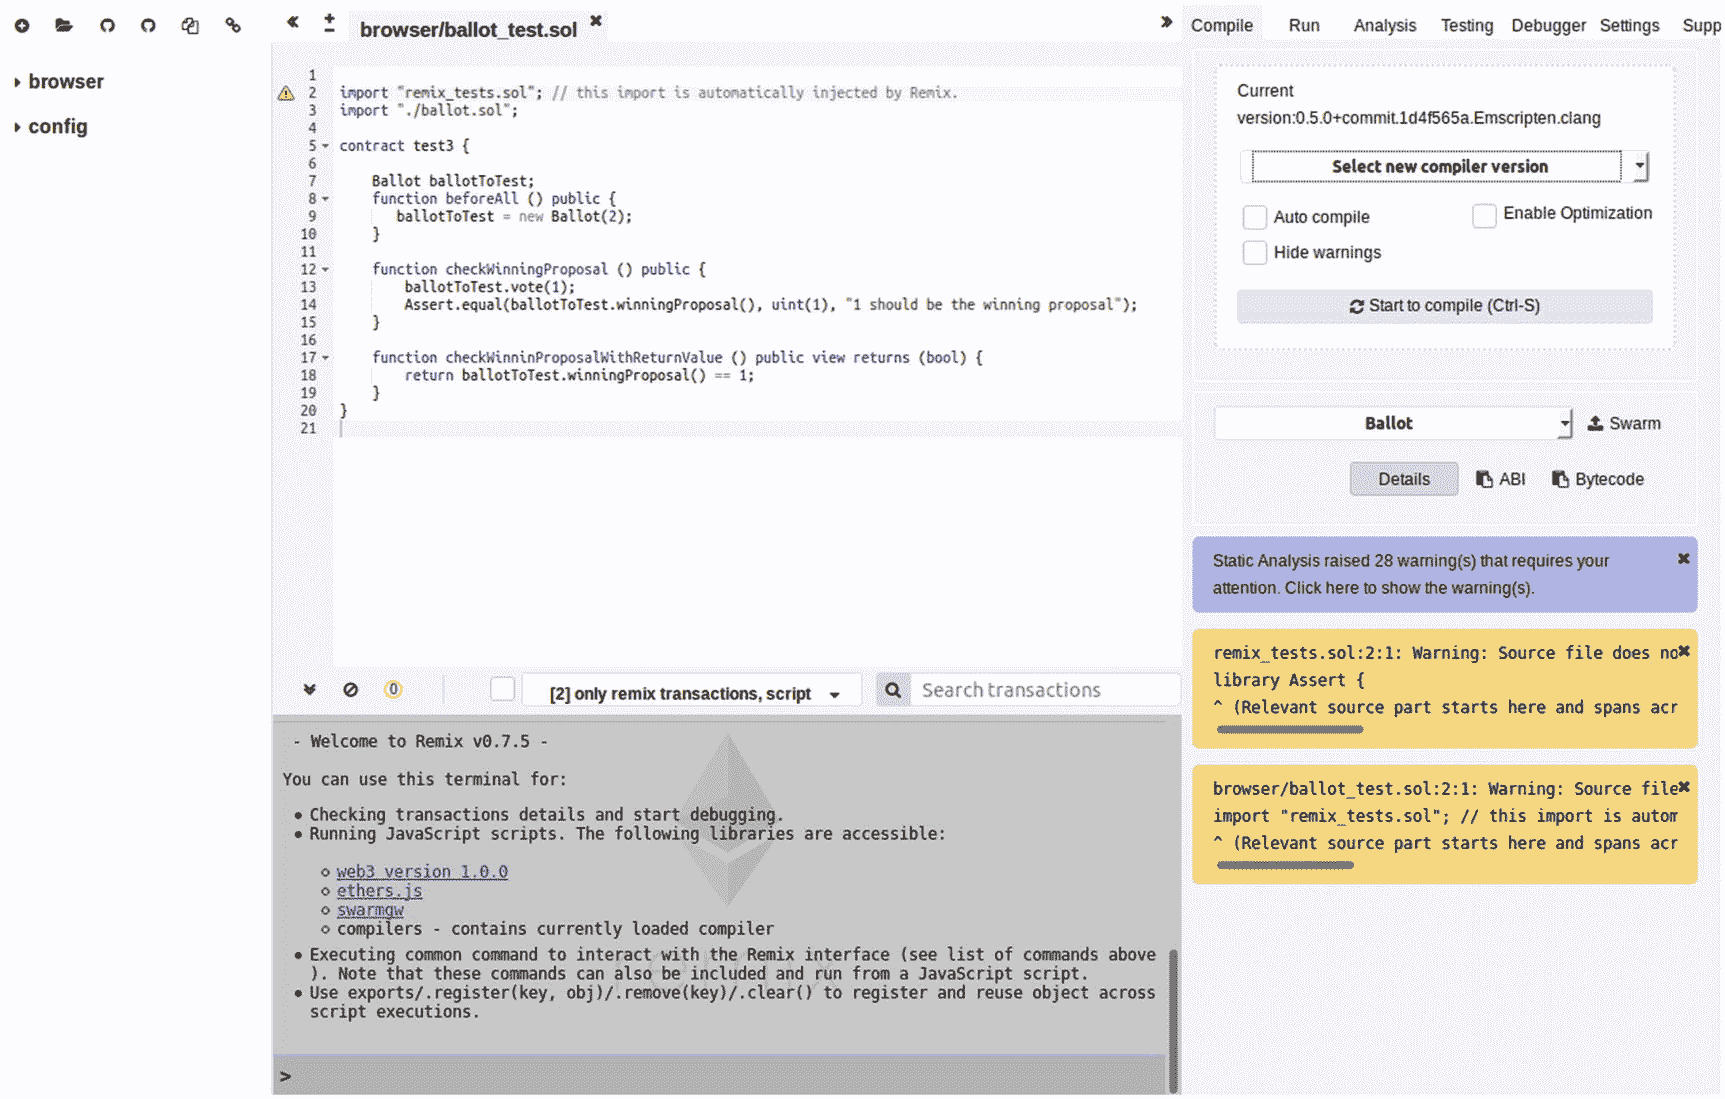 browser
config
browser/ballot_test.sol
1
2 import "remix_tests.sol"; // this import is automatically injected by Remix.
3 import "./ballot.sol";
4
5 contract test3 {
6
7 Ballot ballotToTest;
8 function beforeAll () public {
9 ballotToTest = new Ballot(2);
10 }
11
12 function checkWinningProposal () public {
13 ballotToTest.vote(1);
14 Assert.equal(ballotToTest.winningProposal(), uint(1), "1 should be the winning proposal");
15 }
16
17 function checkWinninProposalWithReturnValue () public view returns (bool) {
18 return ballotToTest.winningProposal() == 1;
19 }
20 }
21
0 [2] only remix transactions, script Search transactions
- Welcome to Remix v0.7.5 -
You can use this terminal for:
• Checking transactions details and start debugging.
• Running JavaScript scripts. The following libraries are accessible:
web3 version 1.0.0
ethers.js
swarmgw
compilers - contains currently loaded compiler
• Executing common command to interact with the Remix interface (see list of commands above
). Note that these commands can also be included and run from a JavaScript script.
• Use exports/.register(key, obj)/.remove(key)/.clear() to register and reuse object across
script executions.
>
Compile Run Analysis Testing Debugger Settings Supp
Current
version:0.5.0+commit.1d4f565a.Emscripten.clang
Select new compiler version
Auto compile Enable Optimization
Hide warnings
Start to compile (Ctrl-S)
Ballot Swarm
Details ABI Bytecode
Static Analysis raised 28 warning(s) that requires your
attention. Click here to show the warning(s).
remix_tests.sol:2:1: Warning: Source file does no
library Assert {
^ (Relevant source part starts here and spans acr
browser/ballot_test.sol:2:1: Warning: Source file
import "remix_tests.sol"; // this import is autom
^ (Relevant source part starts here and spans acr